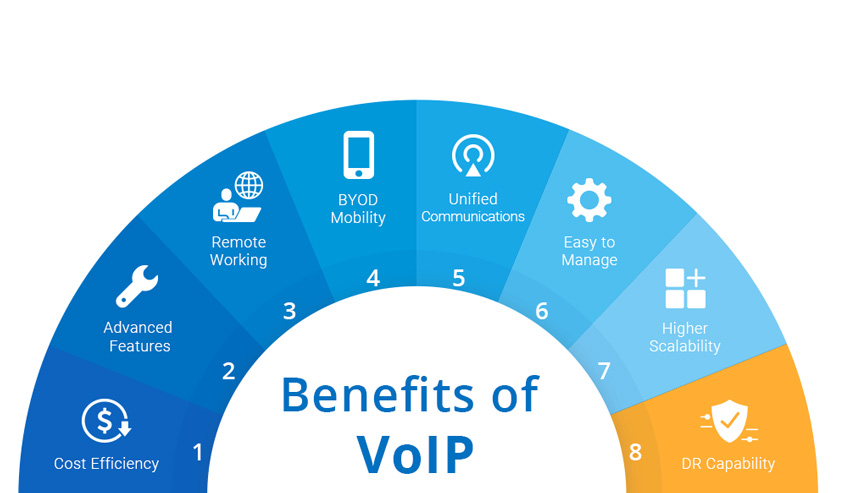 Benefits of
VoIP
1
Cost Efficiency
2
Advanced
Features
3
Remote
Working
4
BYOD
Mobility
5
Unified
Communications
6
Easy to
Manage
7
Higher
Scalability
8
DR Capability